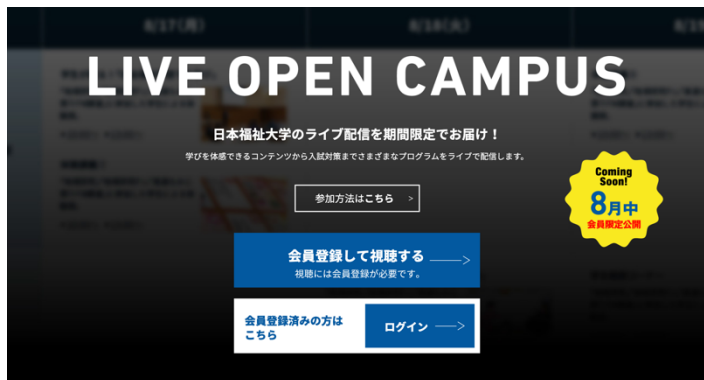 8/17(月)
8/18(火)
LIVE OPEN CAMPUS
日本福祉大学のライブ配信を期間限定でお届け！
学びを体感できるコンテンツから入試対策までさまざまなプログラムをライブで配信します。
Coming
Soon!
8月中
会員限定公開
参加方法はこちら >
会員登録して視聴する
視聴には会員登録が必要です。
会員登録済みの方は
こちら
ログイン